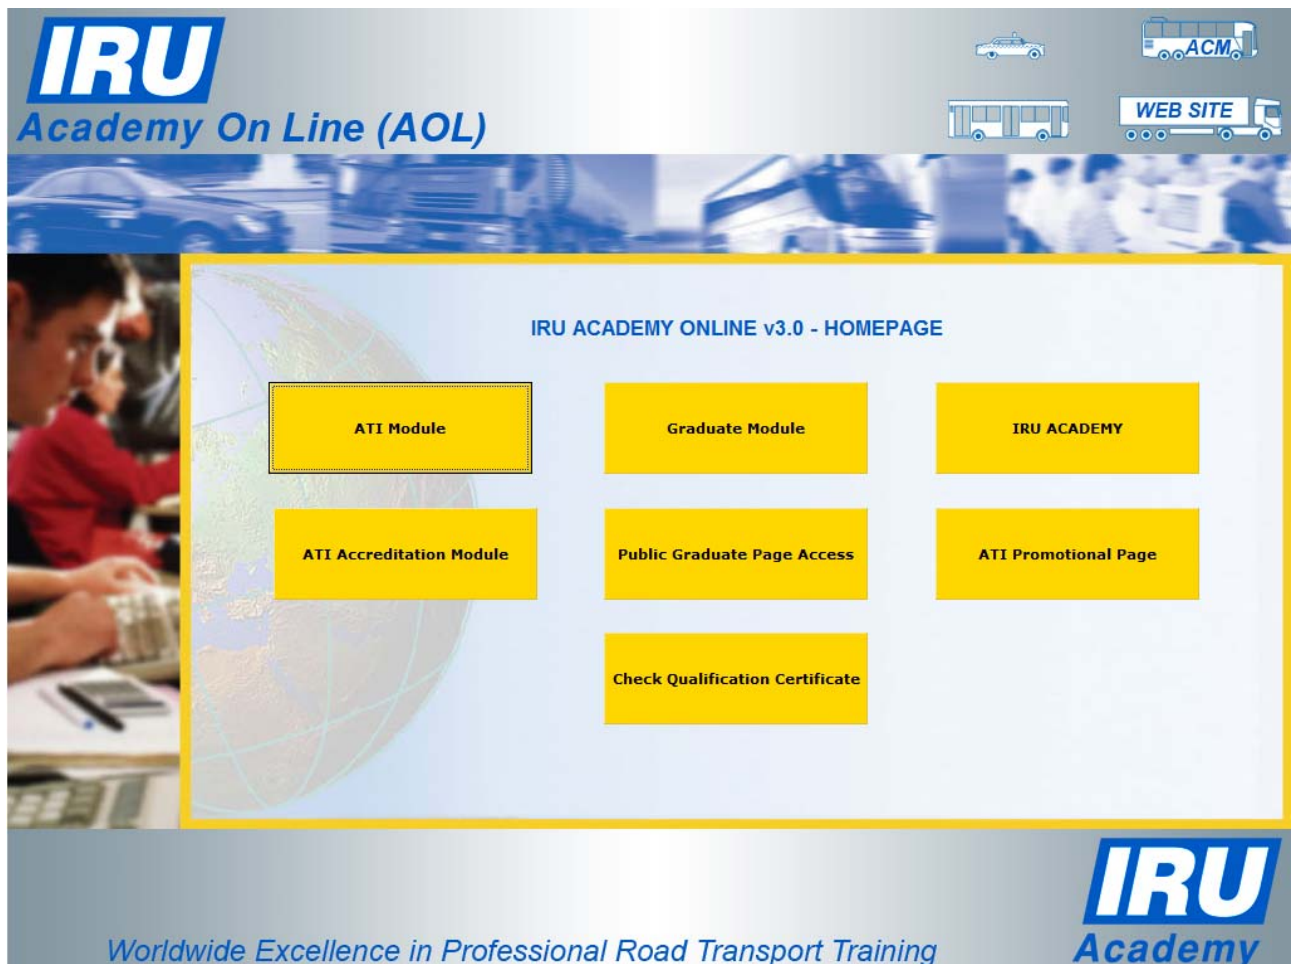 IRU
Academy On Line (AOL)
ACM
WEB SITE
IRU ACADEMY ONLINE v3.0 - HOMEPAGE
ATI Module
Graduate Module
IRU ACADEMY
ATI Accreditation Module
Public Graduate Page Access
ATI Promotional Page
Check Qualification Certificate
IRU
Academy
Worldwide Excellence in Professional Road Transport Training